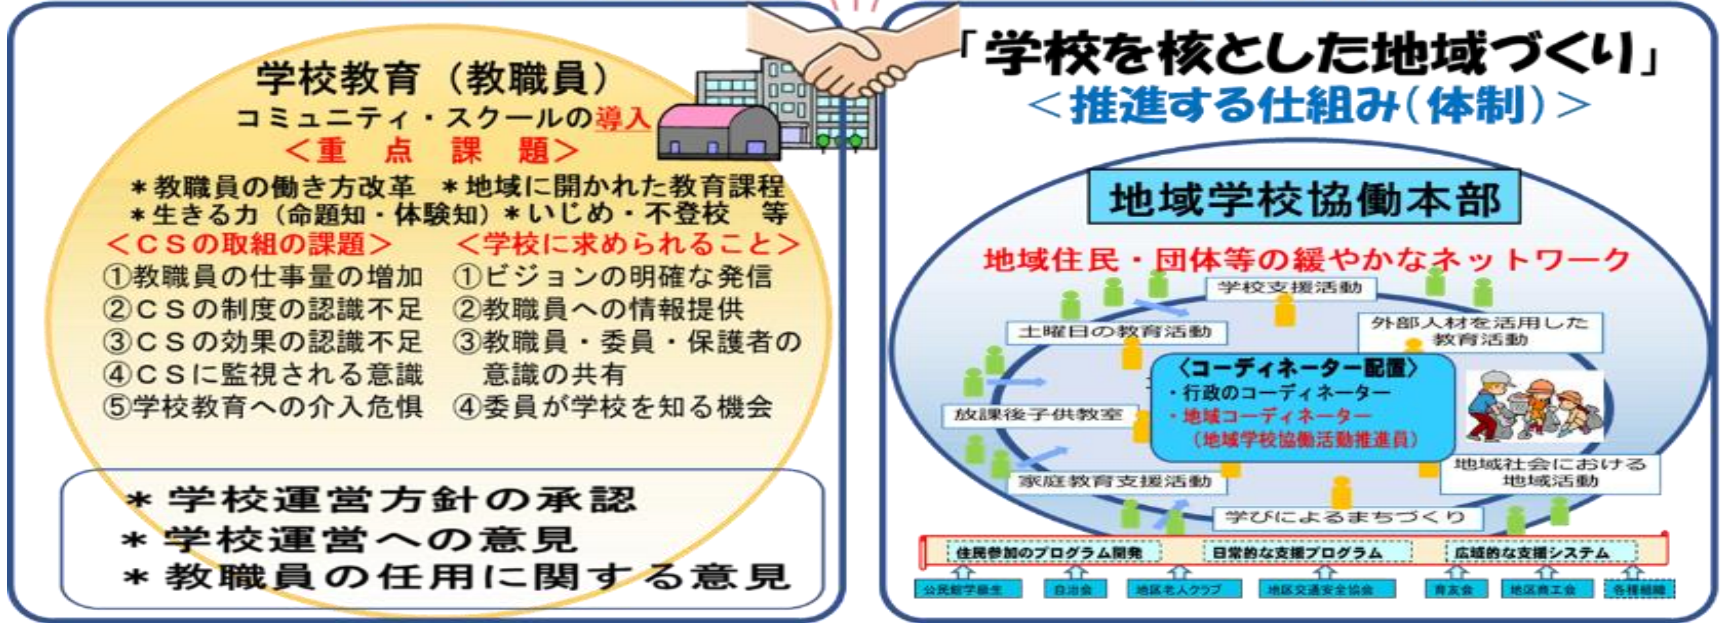 学校教育（教職員）
コミュニティ・スクールの導入
＜重　点　課　題＞
＊教職員の働き方改革　＊地域に開かれた教育課程
＊生きる力（命題知・体験知）＊いじめ・不登校　等
＜ＣＳの取組の課題＞
①教職員の仕事量の増加
②ＣＳの制度の認識不足
③ＣＳの効果の認識不足
④ＣＳに監視される意識
⑤学校教育への介入危惧
＜学校に求められること＞
①ビジョンの明確な発信
②教職員への情報提供
③教職員・委員・保護者の
意識の共有
④委員が学校を知る機会
＊学校運営方針の承認
＊学校運営への意見
＊教職員の任用に関する意見
「学校を核とした地域づくり」
＜推進する仕組み（体制）＞
地域学校協働本部
地域住民・団体等の緩やかなネットワーク
学校支援活動
土曜日の教育活動
外部人材を活用した
教育活動
〈コーディネーター配置〉
・行政のコーディネーター
・地域コーディネーター
（地域学校協働活動推進員）
放課後子供教室
家庭教育支援活動
地域社会における
地域活動
学びによるまちづくり
住民参加のプログラム開発
日常的な支援プログラム
広域的な支援システム
公民館学級生
自治会
地区老人クラブ
地区交通安全協会
育友会
地区商工会
各種組織